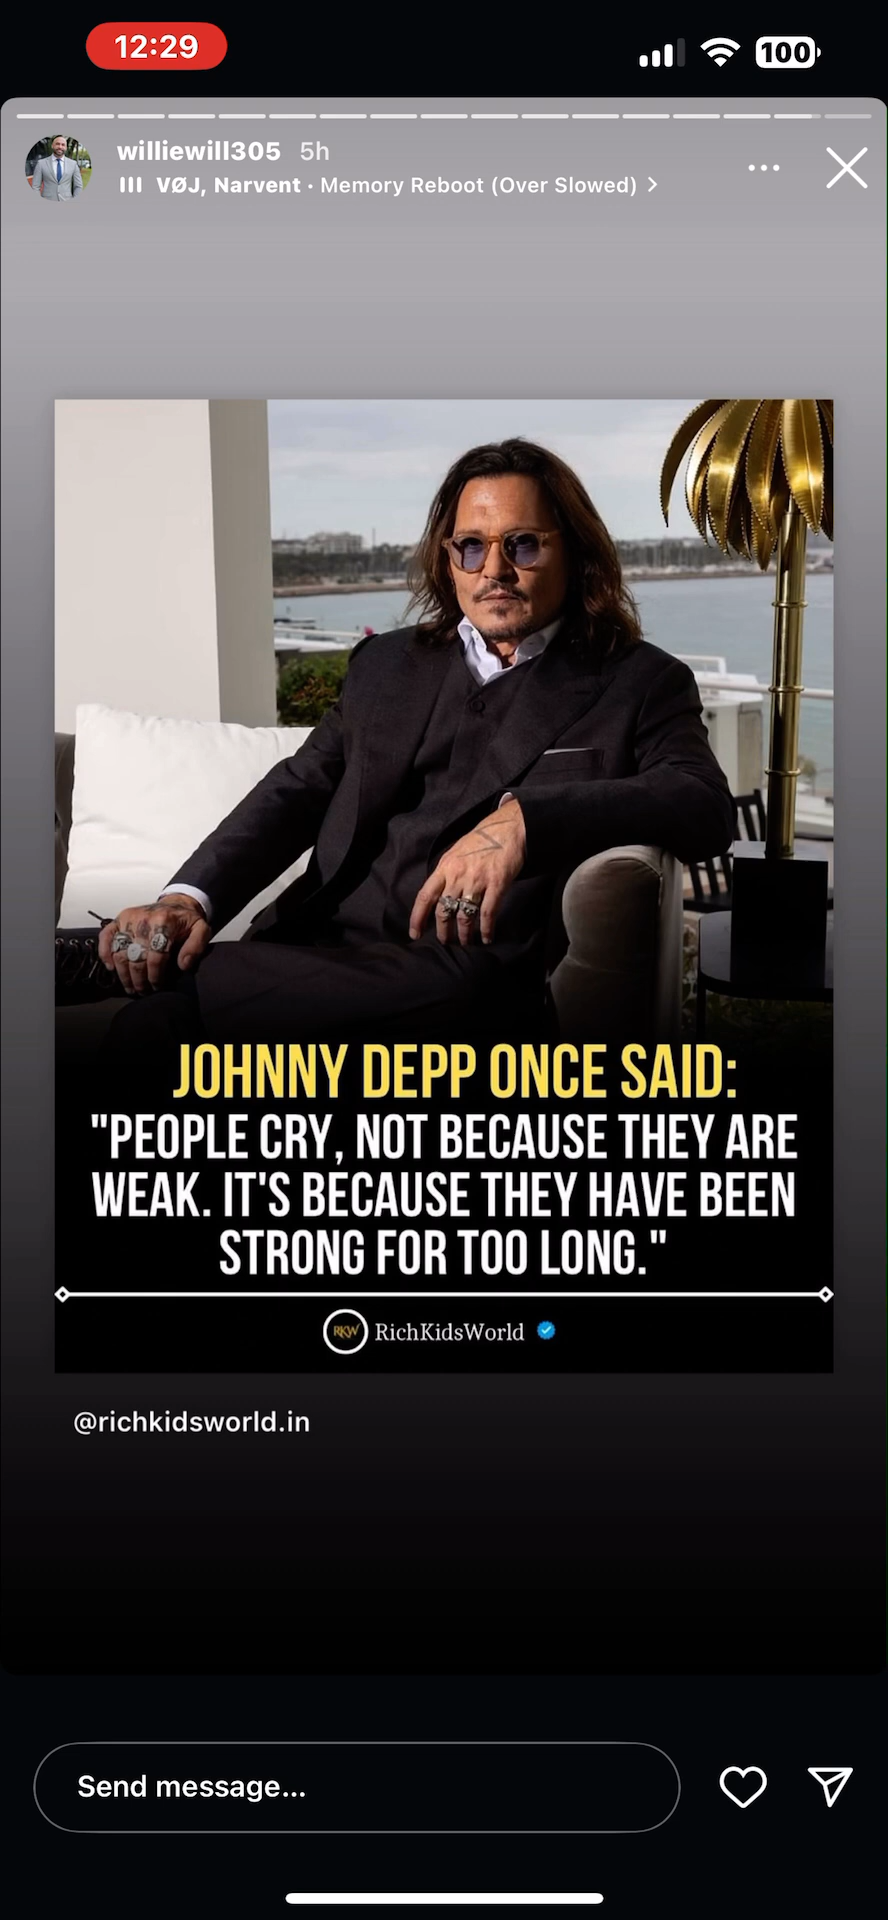 12:29
100
williewill305 5h
VØJ, Narvent · Memory Reboot (Over Slowed)
JOHNNY DEPP ONCE SAID:
"PEOPLE CRY, NOT BECAUSE THEY ARE
WEAK. IT'S BECAUSE THEY HAVE BEEN
STRONG FOR TOO LONG."
RKW RichKidsWorld
@richkidsworld.in
Send message...